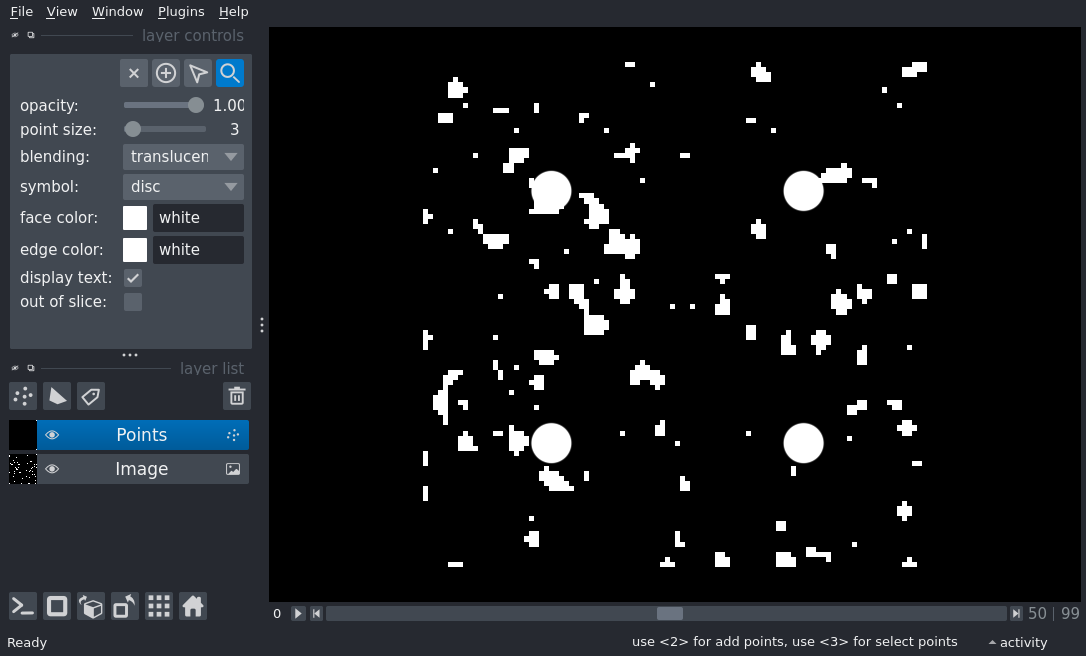 File View Window Plugins Help
layer controls
opacity: 1.00
point size: 3
blending: translucen
symbol: disc
face color: white
edge color: white
display text:
out of slice:
layer list
Points
Image
0 50 | 99
Ready use <2> for add points, use <3> for select points activity